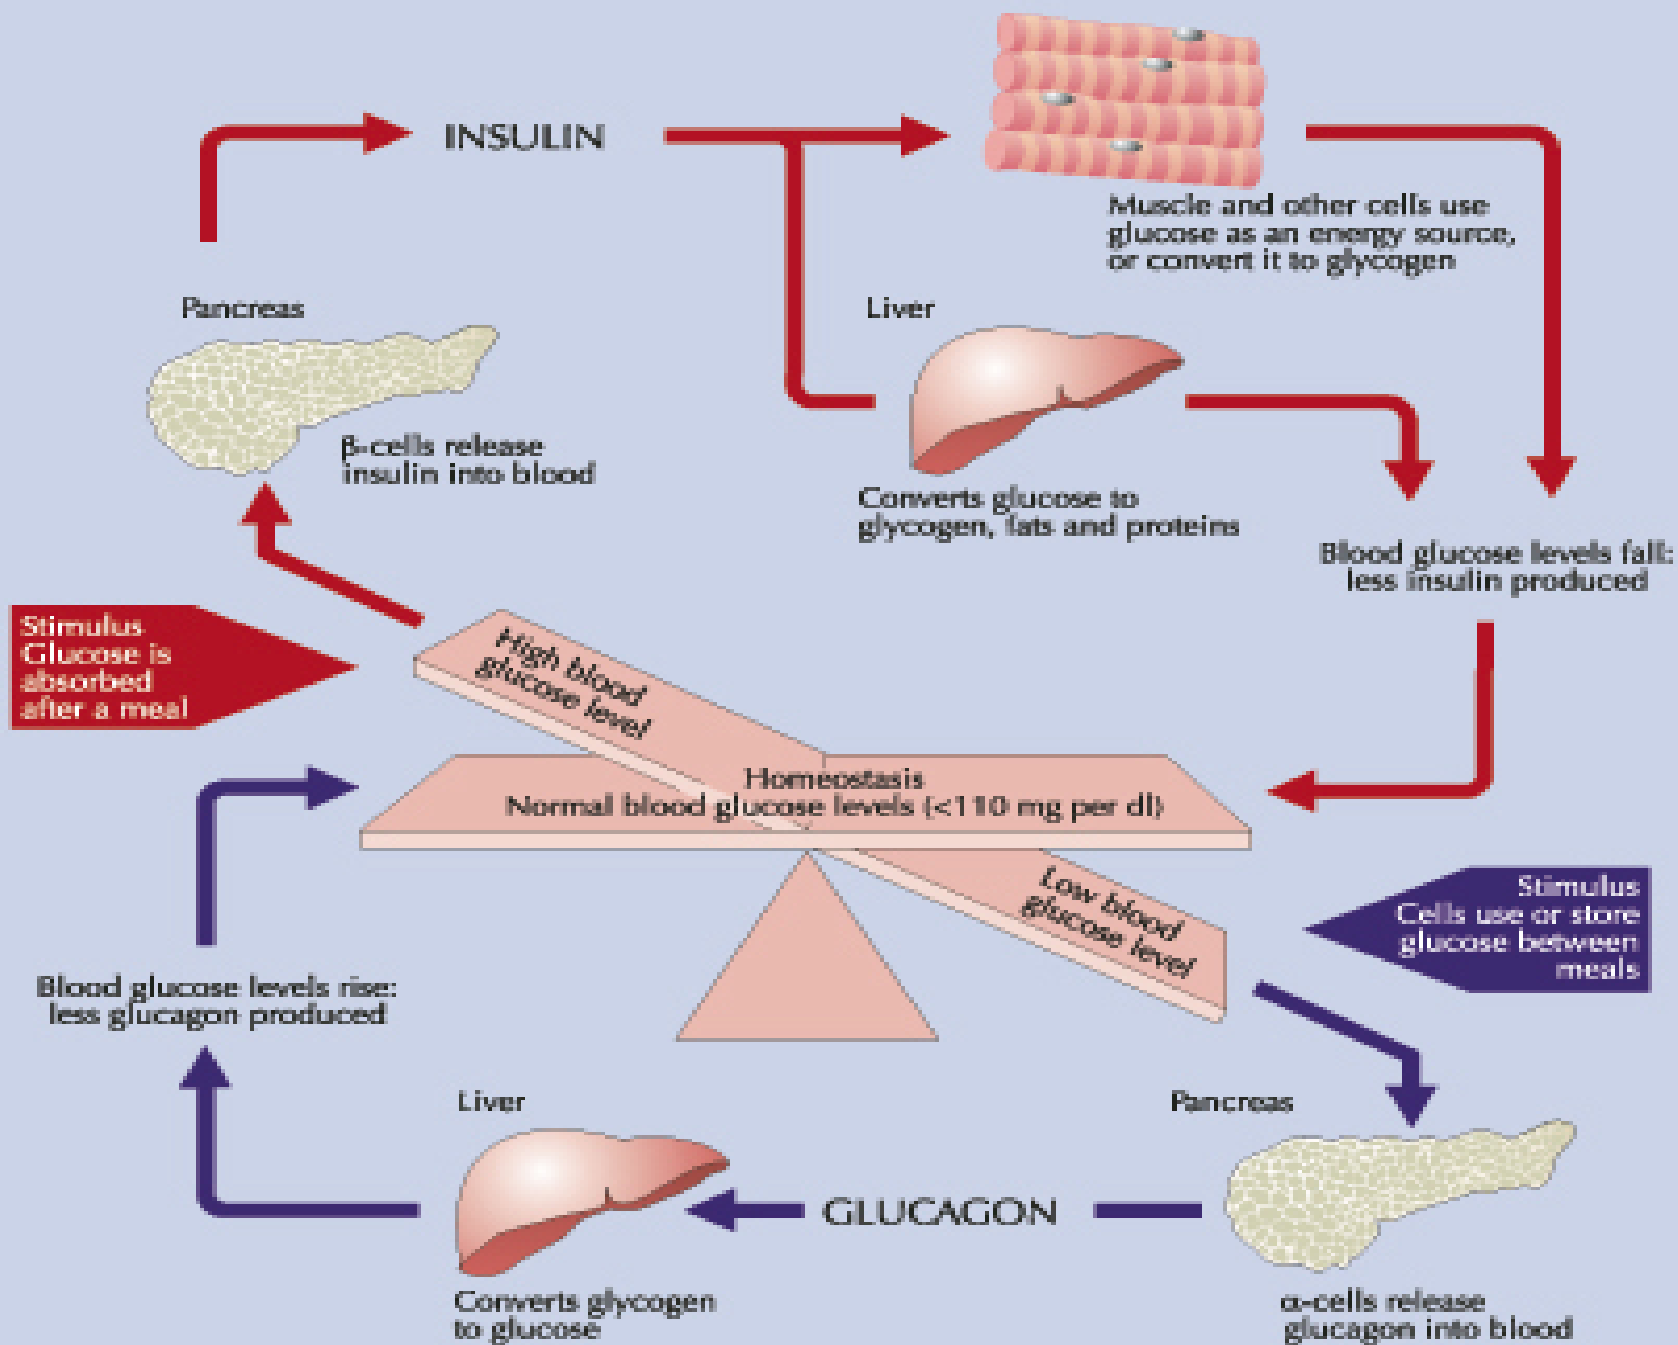 INSULIN
Muscle and other cells use
glucose as an energy source,
or convert it to glycogen
Pancreas
Liver
β-cells release
insulin into blood
Converts glucose to
glycogen, fats and proteins
Blood glucose levels fall:
less insulin produced
Stimulus
Glucose is
absorbed
after a meal
High blood
glucose level
Homeostasis
Normal blood glucose levels (<110 mg per dl)
Low blood
glucose level
Stimulus
Cells use or store
glucose between
meals
Blood glucose levels rise:
less glucagon produced
Liver
Pancreas
GLUCAGON
Converts glycogen
to glucose
α-cells release
glucagon into blood